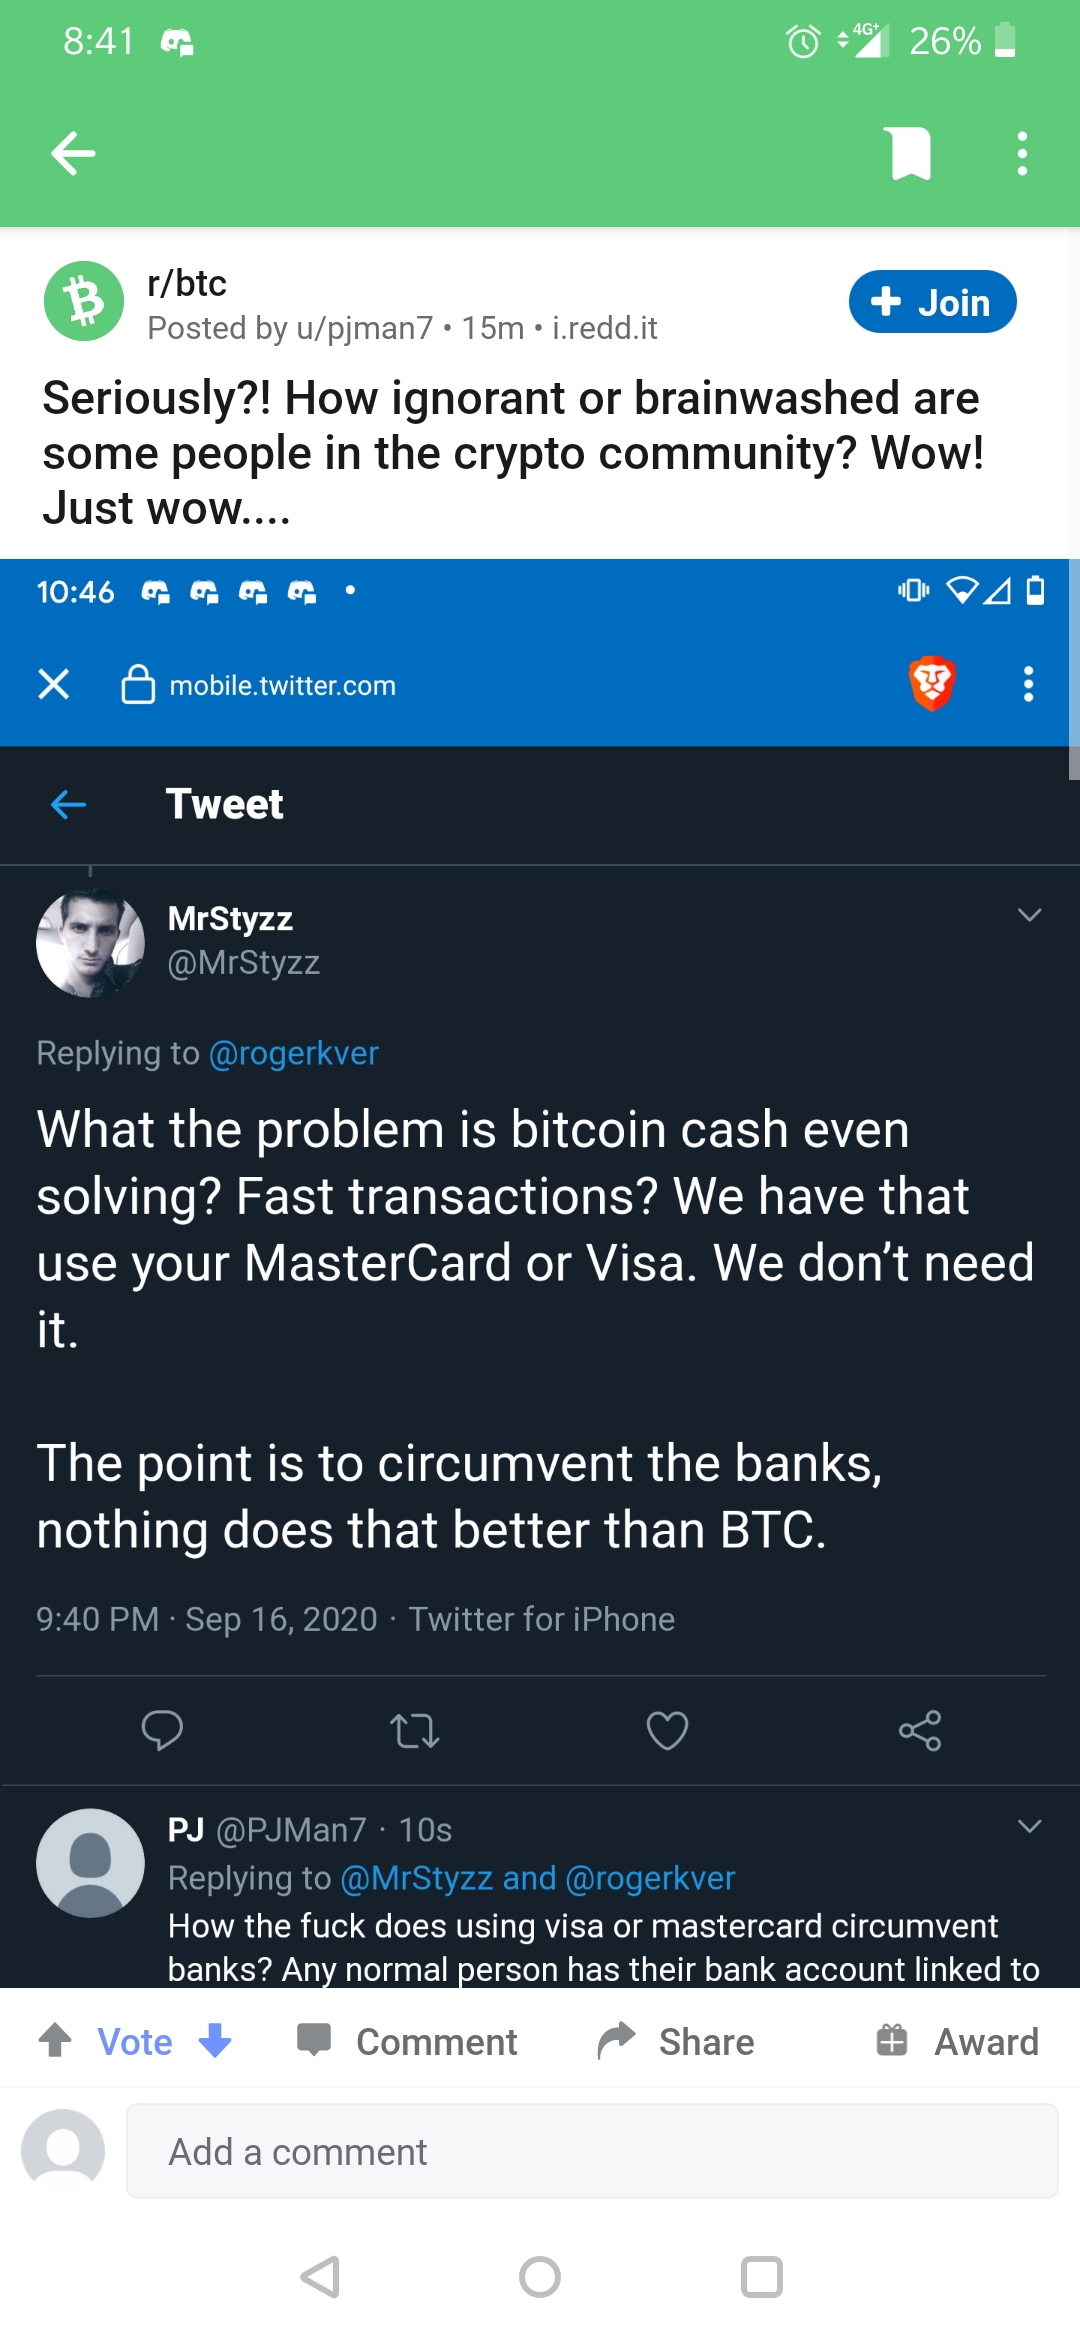 8:41
4G+
26%
r/btc
Posted by u/pjman7 • 15m • i.redd.it
+ Join
Seriously?! How ignorant or brainwashed are
some people in the crypto community? Wow!
Just wow....
10:46
mobile.twitter.com
Tweet
MrStyzz
@MrStyzz
Replying to @rogerkver
What the problem is bitcoin cash even
solving? Fast transactions? We have that
use your MasterCard or Visa. We don’t need
it.
The point is to circumvent the banks,
nothing does that better than BTC.
9:40 PM · Sep 16, 2020 · Twitter for iPhone
PJ @PJMan7 · 10s
Replying to @MrStyzz and @rogerkver
How the fuck does using visa or mastercard circumvent
banks? Any normal person has their bank account linked to
Vote
Comment
Share
Award
Add a comment